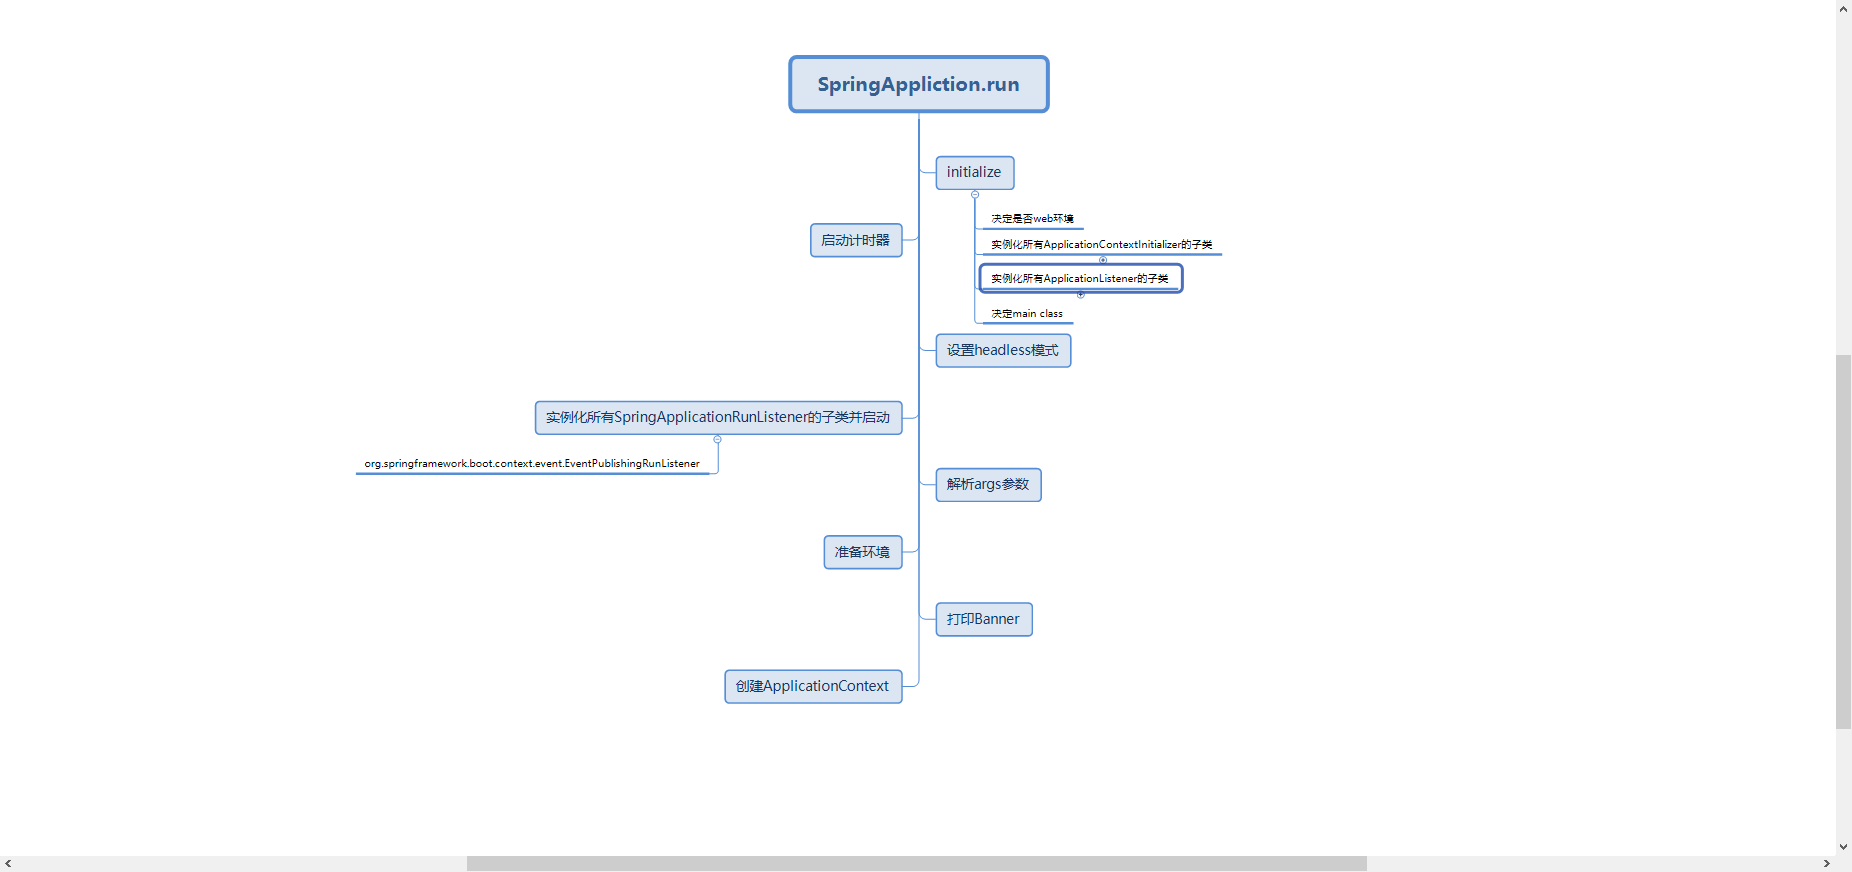 SpringAppliction.run
initialize
决定是否web环境
启动计时器
实例化所有ApplicationContextInitializer的子类
实例化所有ApplicationListener的子类
决定main class
设置headless模式
实例化所有SpringApplicationRunListener的子类并启动
org.springframework.boot.context.event.EventPublishingRunListener
解析args参数
准备环境
打印Banner
创建ApplicationContext